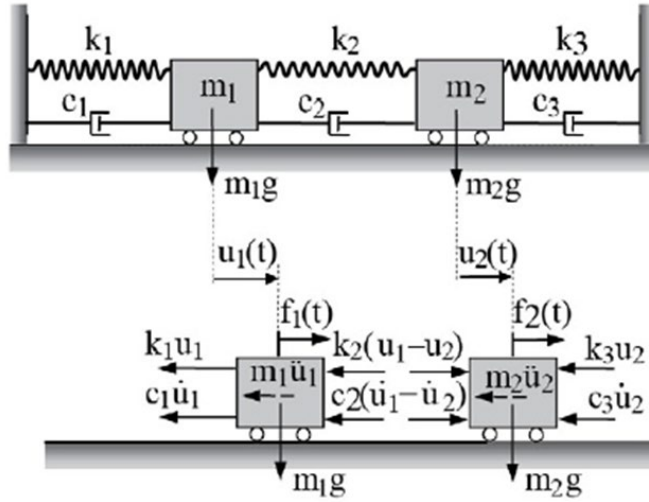 k₁ k₂ k₃
m₁ m₂
c₁ c₂ c₃
m₁g m₂g
u₁(t) u₂(t)
f₁(t) f₂(t)
k₁u₁ k₂(u₁−u₂) k₃u₂
m₁ü₁ m₂ü₂
c₁u̇₁ c₂(u̇₁−u̇₂) c₃u̇₂
m₁g m₂g